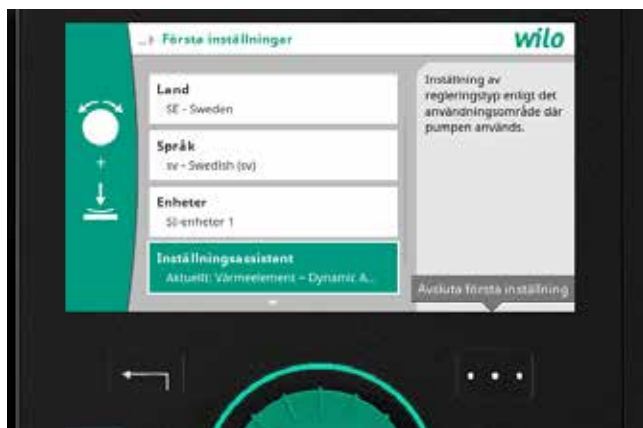 Första inställningar
wilo
Land
SE - Sweden
Språk
sv - Swedish (sv)
Enheter
SI-enheter 1
Inställningsassistent
Aktuellt: Värmeelement - Dynamic A...
Inställning av
regleringstyp enligt det
användningsområde där
pumpen används.
Avsluta första inställning